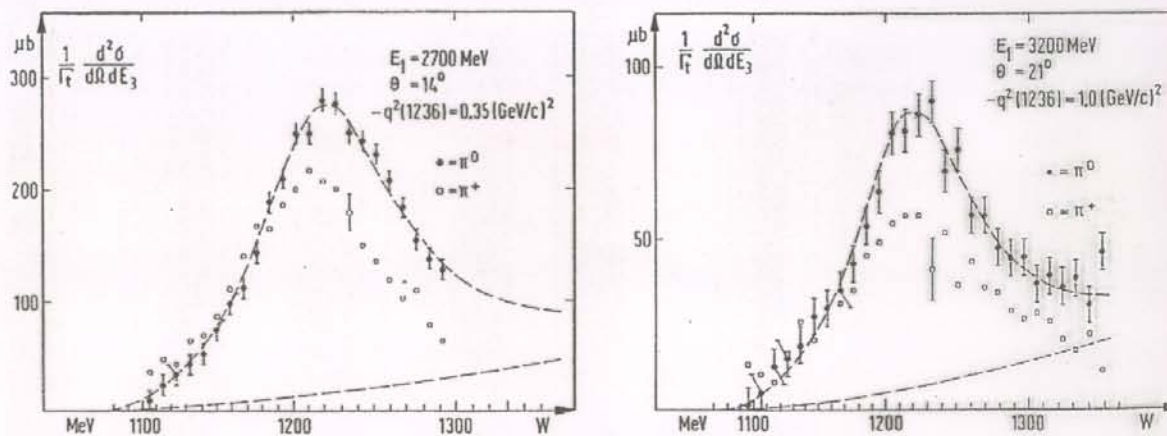 μb
1/Γt d²σ/dΩdE₃
E₁ = 2700 MeV
θ = 14°
−q²(1236) = 0.35 (GeV/c)²
• = π⁰
○ = π⁺
300
200
100
MeV 1100 1200 1300 W
μb
1/Γt d²σ/dΩdE₃
E₁ = 3200 MeV
θ = 21°
−q²(1236) = 1.0 (GeV/c)²
• = π⁰
○ = π⁺
100
50
MeV 1100 1200 1300 W